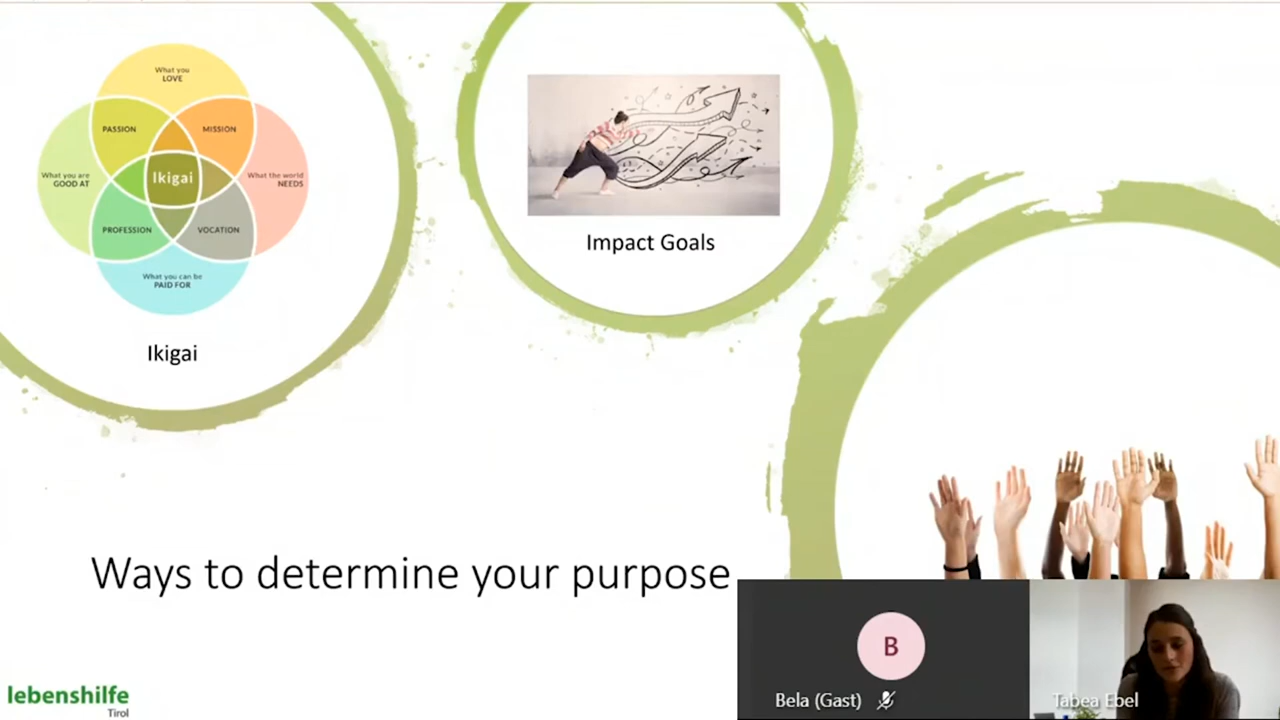 What you
LOVE
PASSION
MISSION
What you are
GOOD AT
Ikigai
What the world
NEEDS
PROFESSION
VOCATION
What you can be
PAID FOR
Ikigai
Impact Goals
Ways to determine your purpose
B
Bela (Gast)
Tabea Ebel
lebenshilfe
Tirol